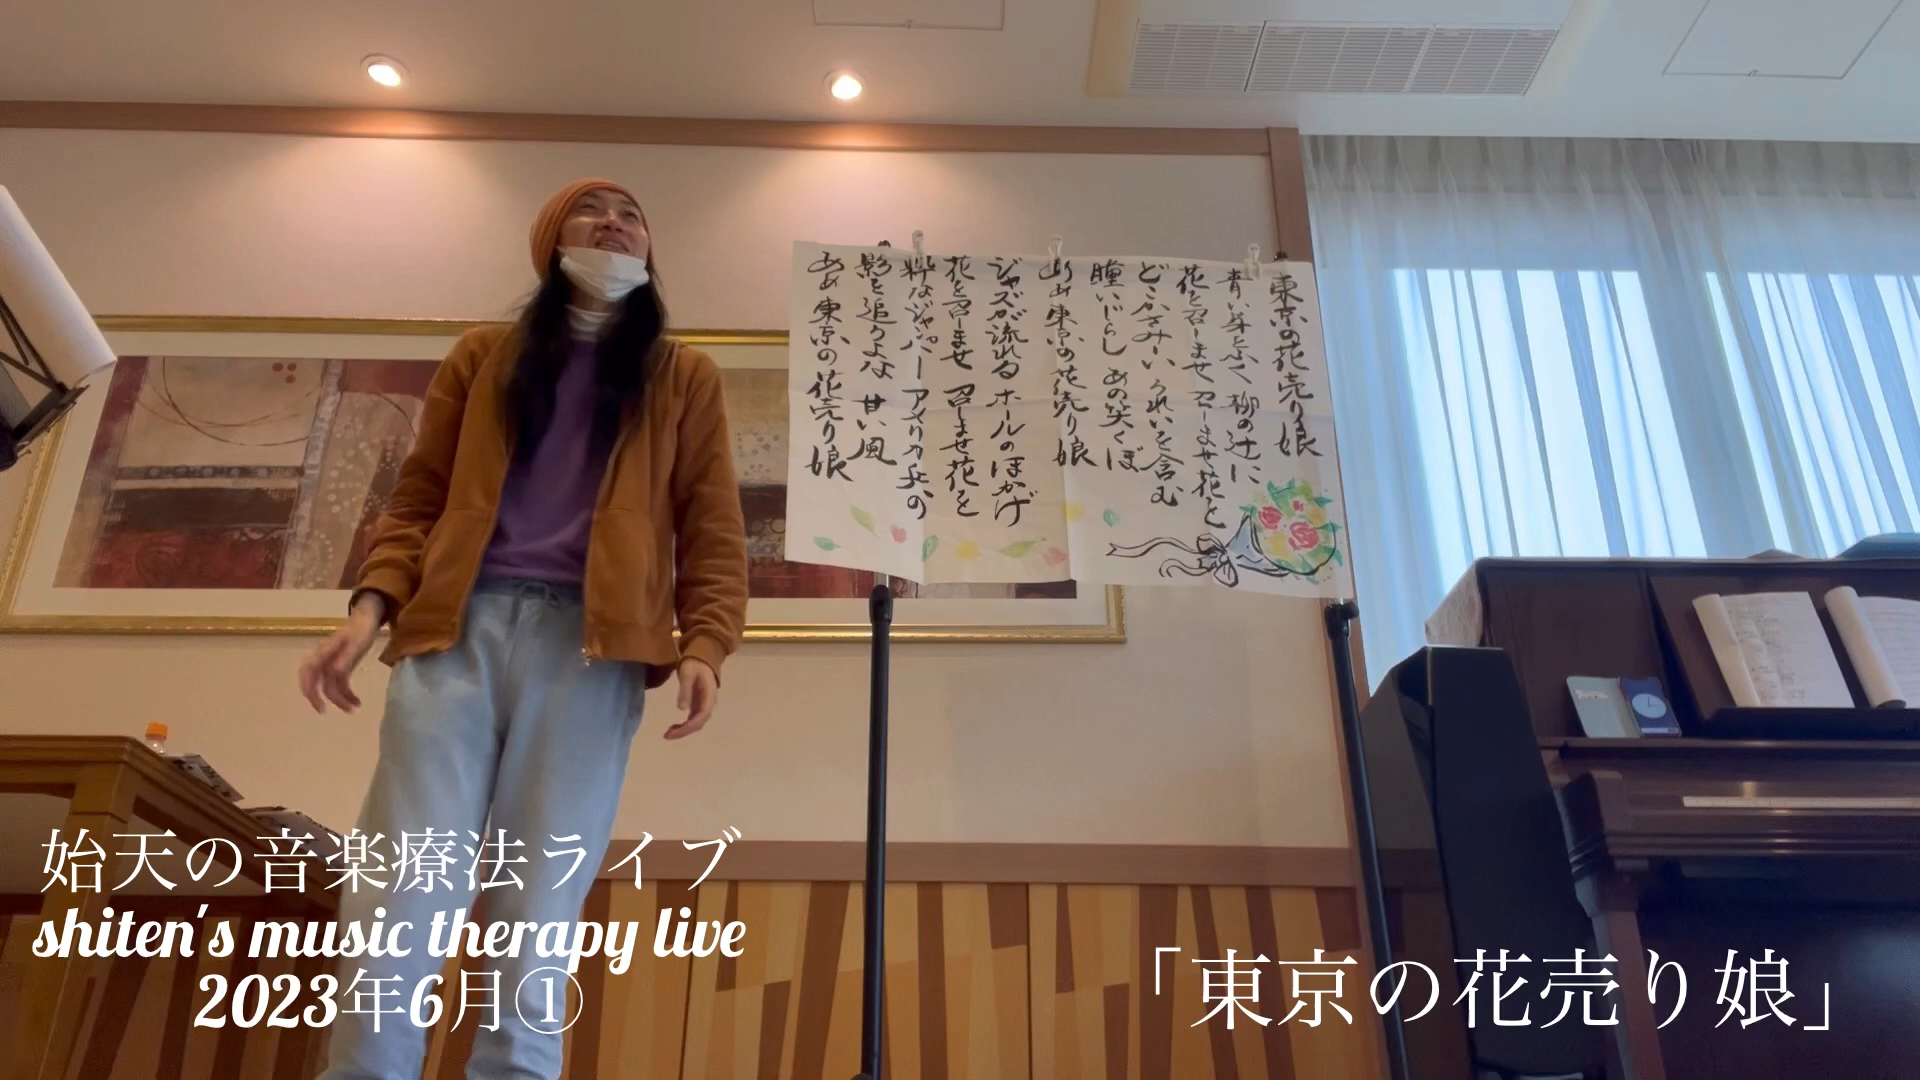 東京の花売り娘
青い芽をふく 柳の辻に
花を召しませ 召しませ花を
どこか淋しい うれいを含む
瞳いじらし あの笑くぼ
ああ東京の花売り娘
ジャズが流れる ホールのほかげ
花を召しませ 召しませ花を
粋なジャンパー アメリカ兵の
影を追うよな 甘い風
ああ 東京の花売り娘
始天の音楽療法ライブ
shiten's music therapy live
2023年6月①
「東京の花売り娘」